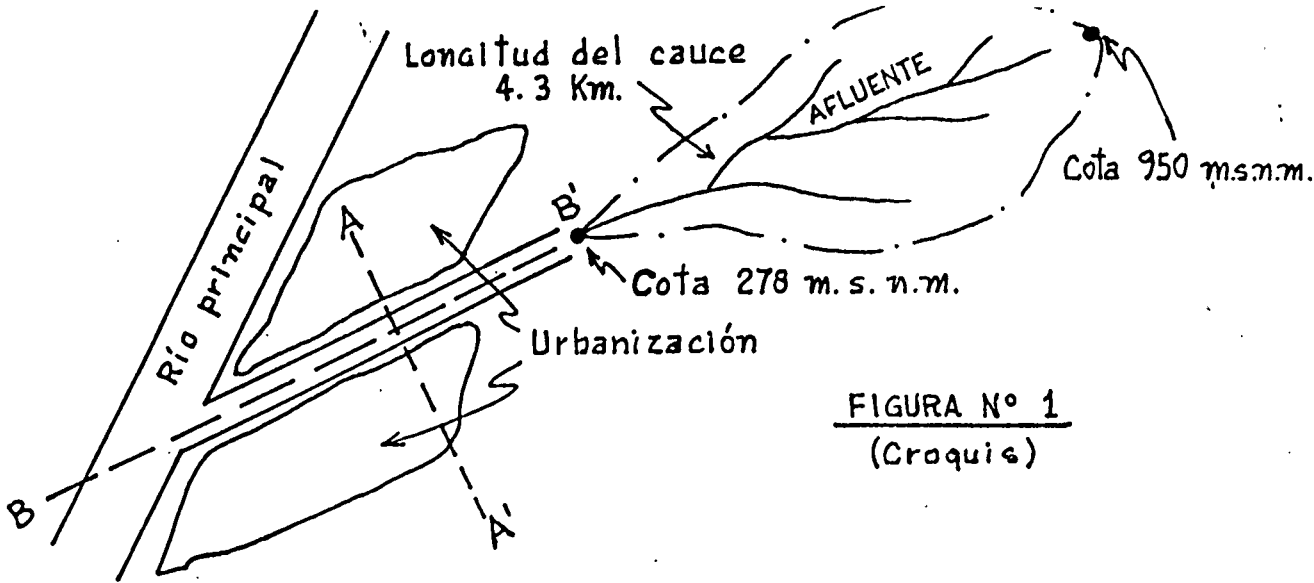 Longitud del cauce
4.3 Km.
AFLUENTE
Cota 950 m.s.n.m.
Río principal
A
B'
Cota 278 m. s. n.m.
Urbanización
FIGURA Nº 1
(Croquis)
B
A'